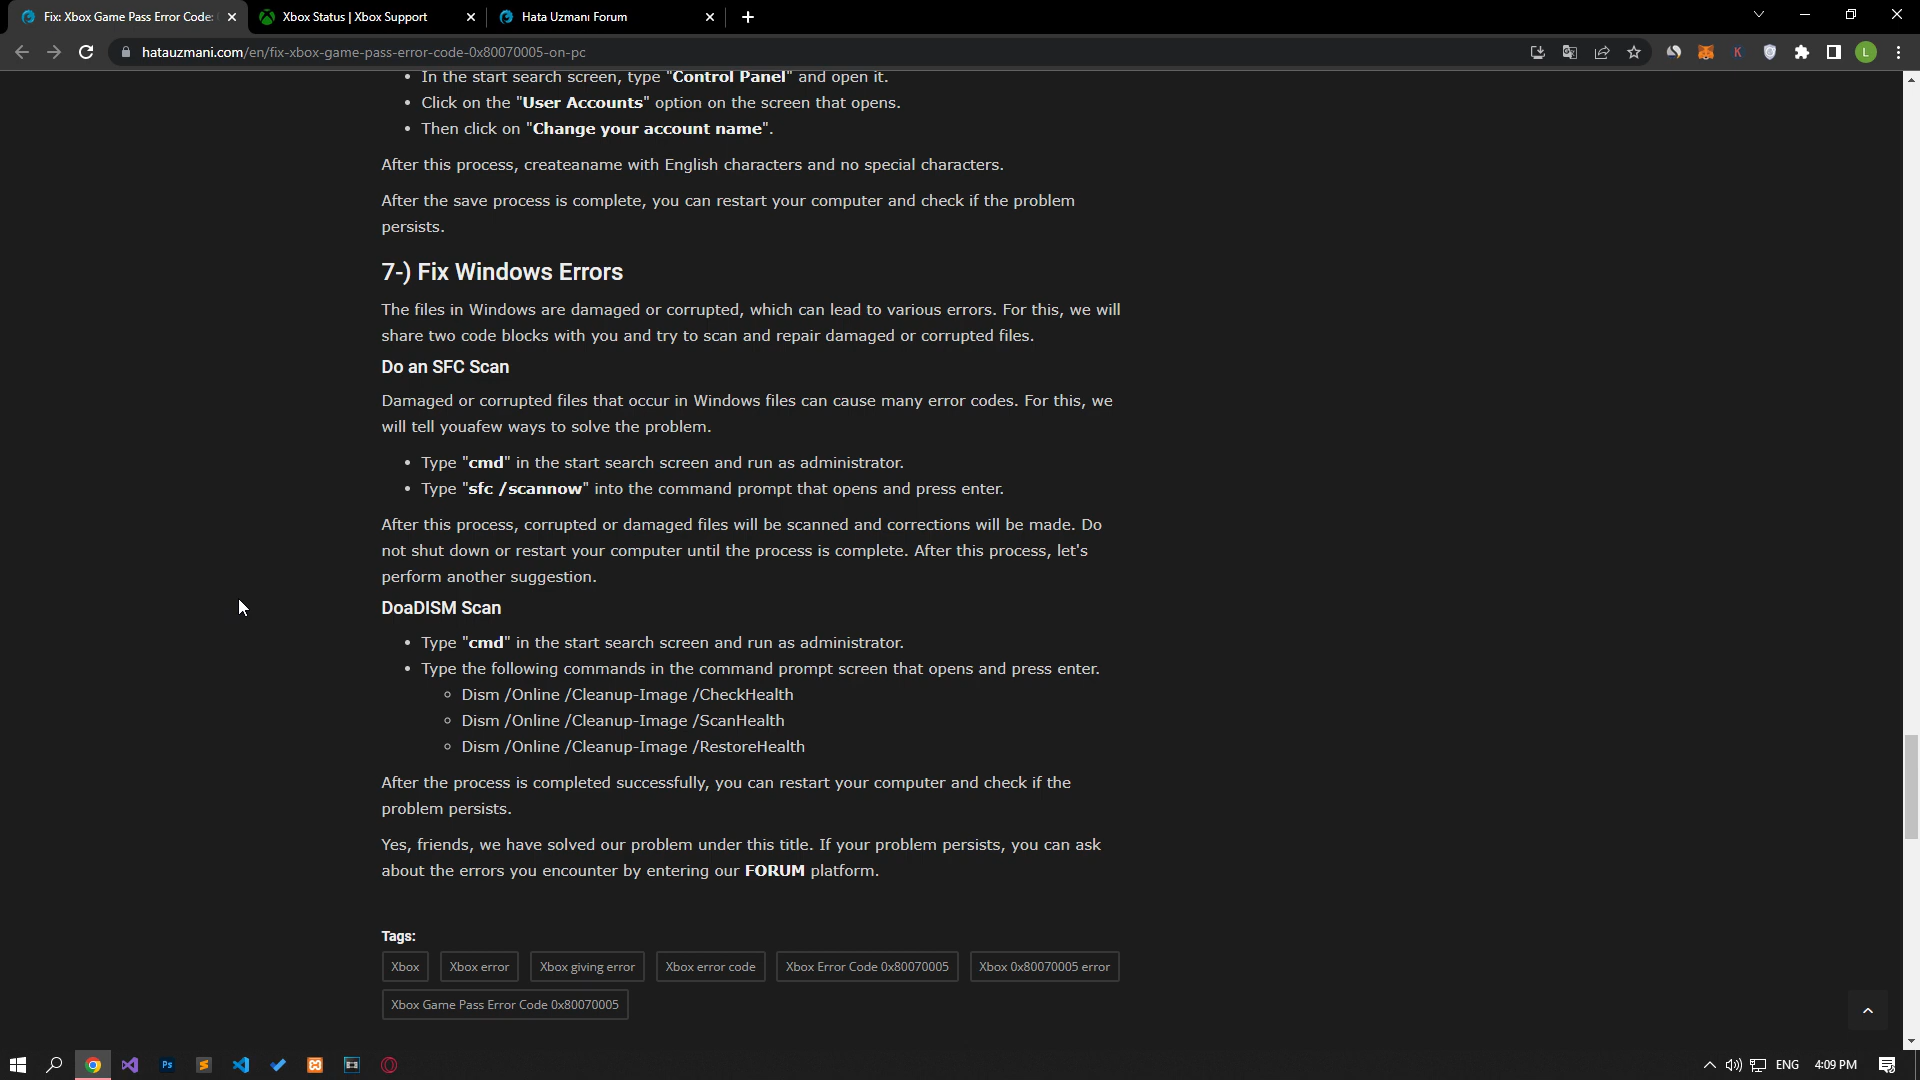 Fix: Xbox Game Pass Error Code:
Xbox Status | Xbox Support
Hata Uzmanı Forum
hatauzmani.com/en/fix-xbox-game-pass-error-code-0x80070005-on-pc
K
L
• In the start search screen, type "Control Panel" and open it.
• Click on the "User Accounts" option on the screen that opens.
• Then click on "Change your account name".
After this process, createaname with English characters and no special characters.
After the save process is complete, you can restart your computer and check if the problem
persists.
7-) Fix Windows Errors
The files in Windows are damaged or corrupted, which can lead to various errors. For this, we will
share two code blocks with you and try to scan and repair damaged or corrupted files.
Do an SFC Scan
Damaged or corrupted files that occur in Windows files can cause many error codes. For this, we
will tell youafew ways to solve the problem.
• Type "cmd" in the start search screen and run as administrator.
• Type "sfc /scannow" into the command prompt that opens and press enter.
After this process, corrupted or damaged files will be scanned and corrections will be made. Do
not shut down or restart your computer until the process is complete. After this process, let's
perform another suggestion.
DoaDISM Scan
• Type "cmd" in the start search screen and run as administrator.
• Type the following commands in the command prompt screen that opens and press enter.
◦ Dism /Online /Cleanup-Image /CheckHealth
◦ Dism /Online /Cleanup-Image /ScanHealth
◦ Dism /Online /Cleanup-Image /RestoreHealth
After the process is completed successfully, you can restart your computer and check if the
problem persists.
Yes, friends, we have solved our problem under this title. If your problem persists, you can ask
about the errors you encounter by entering our FORUM platform.
Tags:
Xbox Xbox error Xbox giving error Xbox error code Xbox Error Code 0x80070005 Xbox 0x80070005 error
Xbox Game Pass Error Code 0x80070005
Ps
ENG 4:09 PM